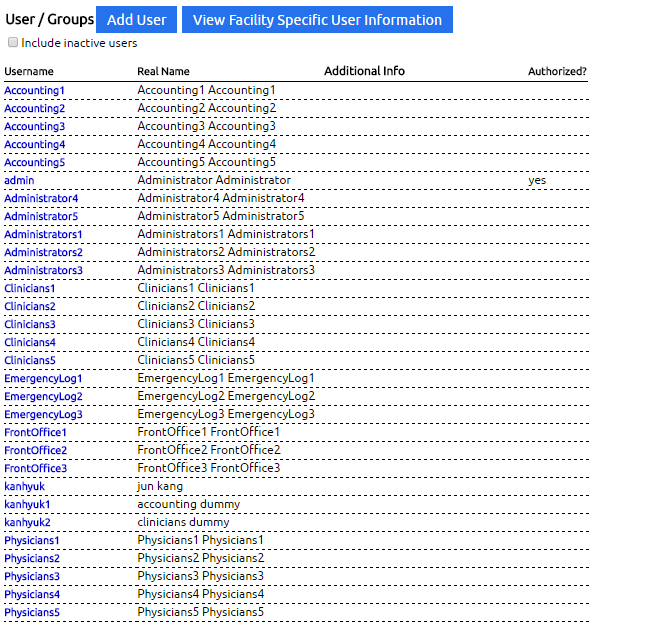 User / Groups Add User View Facility Specific User Information
Include inactive users
Username Real Name Additional Info Authorized?
Accounting1 Accounting1 Accounting1
Accounting2 Accounting2 Accounting2
Accounting3 Accounting3 Accounting3
Accounting4 Accounting4 Accounting4
Accounting5 Accounting5 Accounting5
admin Administrator Administrator yes
Administrator4 Administrator4 Administrator4
Administrator5 Administrator5 Administrator5
Administrators1 Administrators1 Administrators1
Administrators2 Administrators2 Administrators2
Administrators3 Administrators3 Administrators3
Clinicians1 Clinicians1 Clinicians1
Clinicians2 Clinicians2 Clinicians2
Clinicians3 Clinicians3 Clinicians3
Clinicians4 Clinicians4 Clinicians4
Clinicians5 Clinicians5 Clinicians5
EmergencyLog1 EmergencyLog1 EmergencyLog1
EmergencyLog2 EmergencyLog2 EmergencyLog2
EmergencyLog3 EmergencyLog3 EmergencyLog3
FrontOffice1 FrontOffice1 FrontOffice1
FrontOffice2 FrontOffice2 FrontOffice2
FrontOffice3 FrontOffice3 FrontOffice3
kanhyuk jun kang
kanhyuk1 accounting dummy
kanhyuk2 clinicians dummy
Physicians1 Physicians1 Physicians1
Physicians2 Physicians2 Physicians2
Physicians3 Physicians3 Physicians3
Physicians4 Physicians4 Physicians4
Physicians5 Physicians5 Physicians5